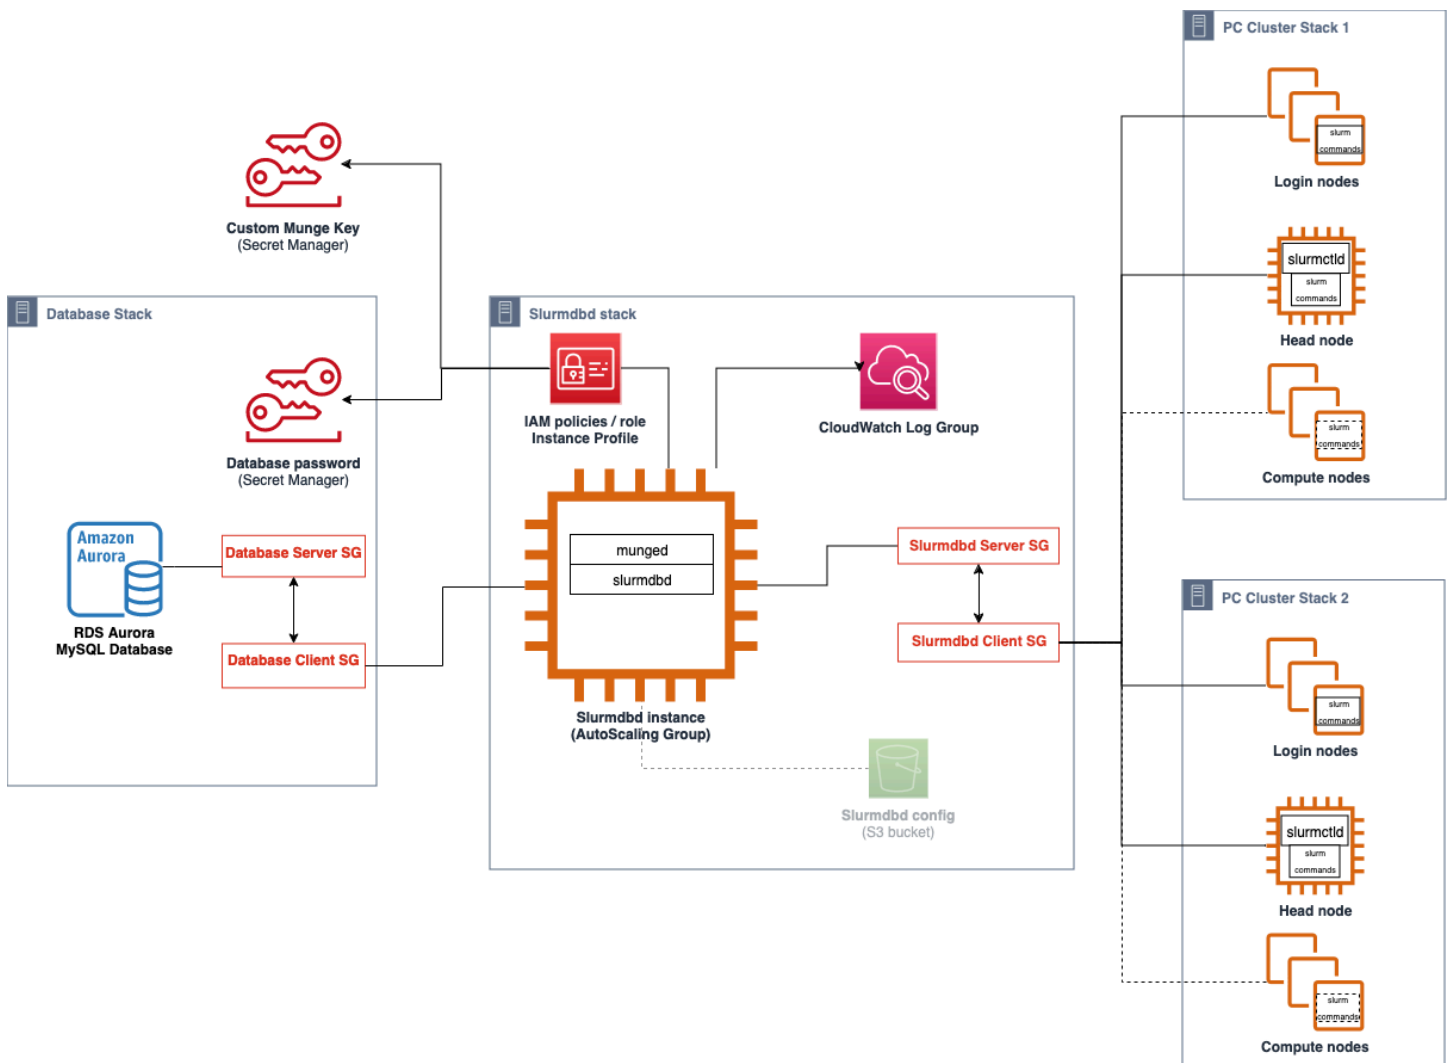 Custom Munge Key
(Secret Manager)
Database Stack
Database password
(Secret Manager)
Amazon
Aurora
RDS Aurora
MySQL Database
Database Server SG
Database Client SG
Slurmdbd stack
IAM policies / role
Instance Profile
CloudWatch Log Group
munged
slurmdbd
Slurmdbd instance
(AutoScaling Group)
Slurmdbd Server SG
Slurmdbd Client SG
Slurmdbd config
(S3 bucket)
PC Cluster Stack 1
slurm
commands
Login nodes
slurmctld
slurm
commands
Head node
slurm
commands
Compute nodes
PC Cluster Stack 2
slurm
commands
Login nodes
slurmctld
slurm
commands
Head node
slurm
commands
Compute nodes